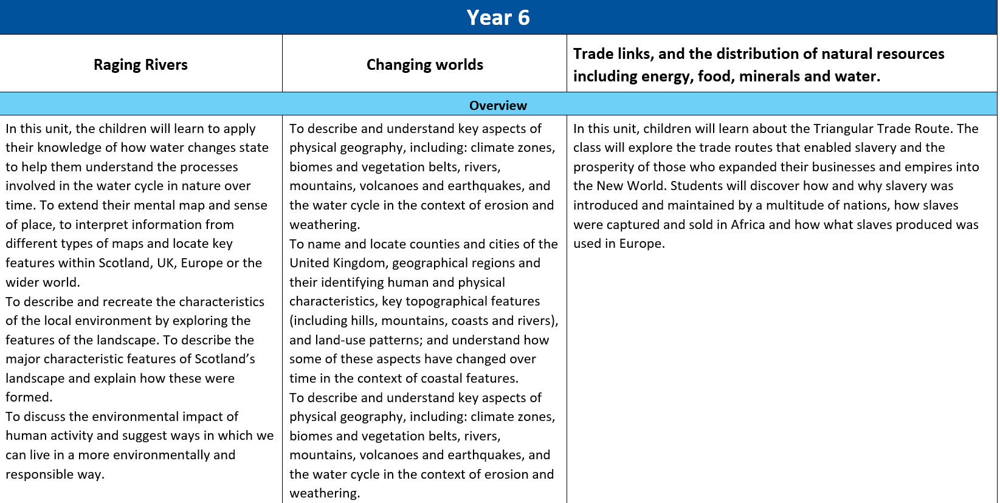 Year 6
Raging Rivers
Changing worlds
Trade links, and the distribution of natural resources
including energy, food, minerals and water.
Overview
In this unit, the children will learn to apply
their knowledge of how water changes state
to help them understand the processes
involved in the water cycle in nature over
time. To extend their mental map and sense
of place, to interpret information from
different types of maps and locate key
features within Scotland, UK, Europe or the
wider world.
To describe and recreate the characteristics
of the local environment by exploring the
features of the landscape. To describe the
major characteristic features of Scotland’s
landscape and explain how these were
formed.
To discuss the environmental impact of
human activity and suggest ways in which we
can live in a more environmentally and
responsible way.
To describe and understand key aspects of
physical geography, including: climate zones,
biomes and vegetation belts, rivers,
mountains, volcanoes and earthquakes, and
the water cycle in the context of erosion and
weathering.
To name and locate counties and cities of the
United Kingdom, geographical regions and
their identifying human and physical
characteristics, key topographical features
(including hills, mountains, coasts and rivers),
and land-use patterns; and understand how
some of these aspects have changed over
time in the context of coastal features.
To describe and understand key aspects of
physical geography, including: climate zones,
biomes and vegetation belts, rivers,
mountains, volcanoes and earthquakes, and
the water cycle in the context of erosion and
weathering.
In this unit, children will learn about the Triangular Trade Route. The
class will explore the trade routes that enabled slavery and the
prosperity of those who expanded their businesses and empires into
the New World. Students will discover how and why slavery was
introduced and maintained by a multitude of nations, how slaves
were captured and sold in Africa and how what slaves produced was
used in Europe.